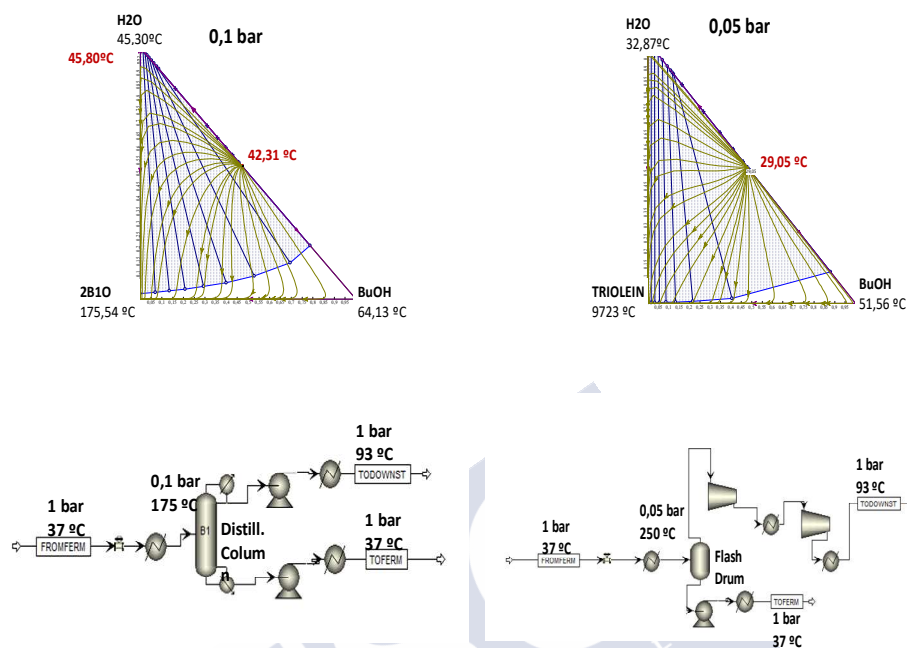 H2O
45,30ºC
0,1 bar
45,80ºC
42,31 ºC
2B1O
175,54 ºC
BuOH
64,13 ºC
H2O
32,87ºC
0,05 bar
29,05 ºC
TRIOLEIN
9723 ºC
BuOH
51,56 ºC
1 bar
93 ºC
TODOWNST
0,1 bar
175 ºC
1 bar
37 ºC
FROMFERM
B1
Distill.
Colum
n
1 bar
37 ºC
TOFERM
1 bar
93 ºC
TODOWNST
0,05 bar
250 ºC
1 bar
37 ºC
FROMFERM
Flash
Drum
TOFERM
1 bar
37 ºC